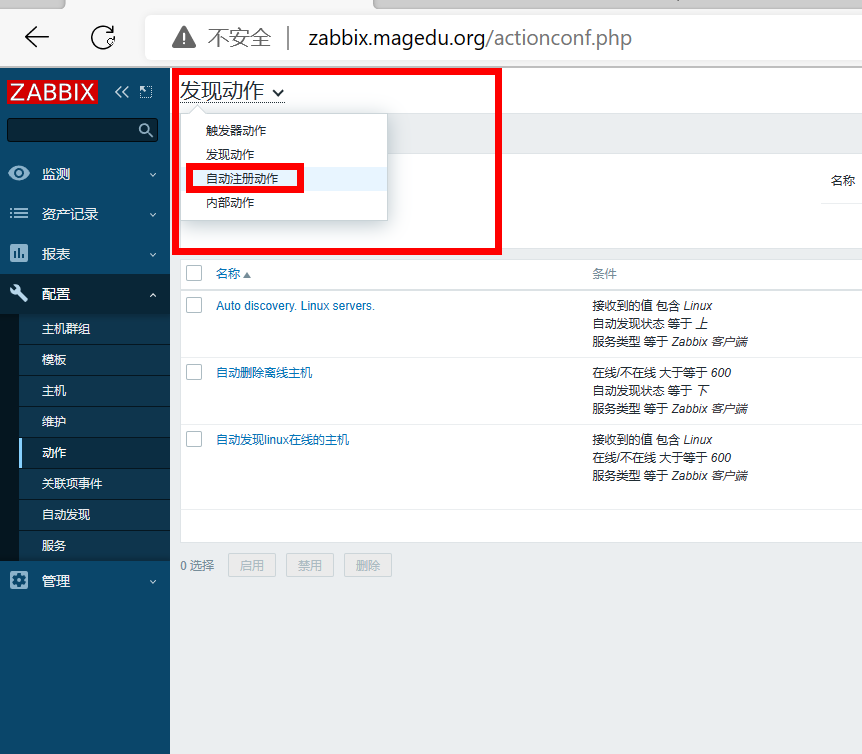 不安全 | zabbix.magedu.org/actionconf.php
ZABBIX
监测
资产记录
报表
配置
主机群组
模板
主机
维护
动作
关联项事件
自动发现
服务
管理
发现动作
触发器动作
发现动作
自动注册动作
内部动作
名称
名称 条件
Auto discovery. Linux servers.
接收到的值 包含 Linux
自动发现状态 等于 上
服务类型 等于 Zabbix 客户端
自动删除离线主机
在线/不在线 大于等于 600
自动发现状态 等于 下
服务类型 等于 Zabbix 客户端
自动发现linux在线的主机
接收到的值 包含 Linux
在线/不在线 大于等于 600
服务类型 等于 Zabbix 客户端
0 选择 启用 禁用 删除